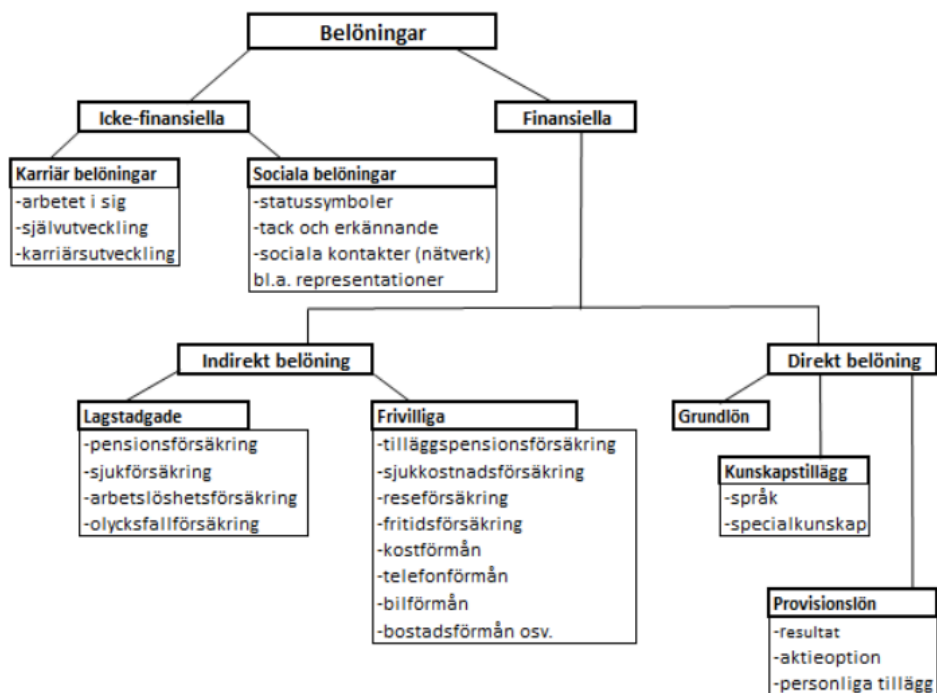 Belöningar
Icke-finansiella
Finansiella
Karriär belöningar
-arbetet i sig
-självutveckling
-karriärsutveckling
Sociala belöningar
-statussymboler
-tack och erkännande
-sociala kontakter (nätverk)
bl.a. representationer
Indirekt belöning
Direkt belöning
Lagstadgade
-pensionsförsäkring
-sjukförsäkring
-arbetslöshetsförsäkring
-olycksfallförsäkring
Frivilliga
-tilläggspensionsförsäkring
-sjukkostnadsförsäkring
-reseförsäkring
-fritidsförsäkring
-kostförmån
-telefonförmån
-bilförmån
-bostadsförmån osv.
Grundlön
Kunskapstillägg
-språk
-specialkunskap
Provisionslön
-resultat
-aktieoption
-personliga tillägg